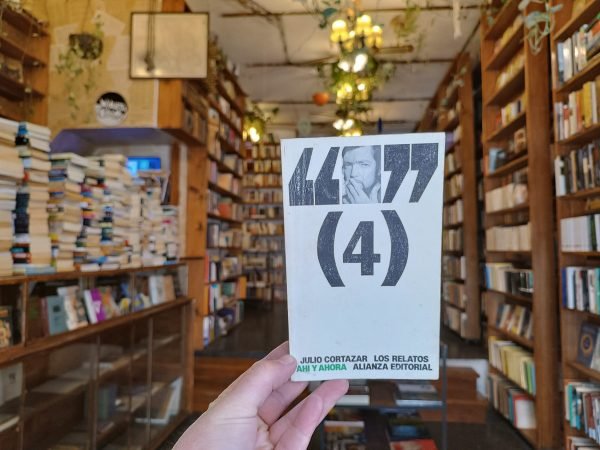 “ ”
(4)
JULIO CORTAZAR LOS RELATOS
AHI Y AHORA ALIANZA EDITORIAL